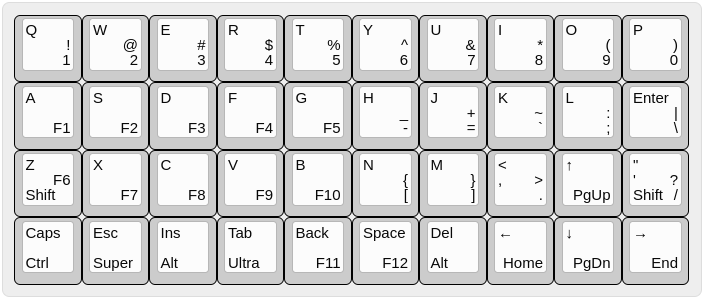 Q W E R T Y U I O P
! @ # $ % ^ & * ( )
1 2 3 4 5 6 7 8 9 0
A S D F G H J K L Enter
_ + ~ : |
F1 F2 F3 F4 F5 - = ` ; \
Z X C V B N M < ↑ "
F6 { } , > ' ?
Shift F7 F8 F9 F10 [ ] . PgUp Shift /
Caps Esc Ins Tab Back Space Del ← ↓ →
Ctrl Super Alt Ultra F11 F12 Alt Home PgDn End